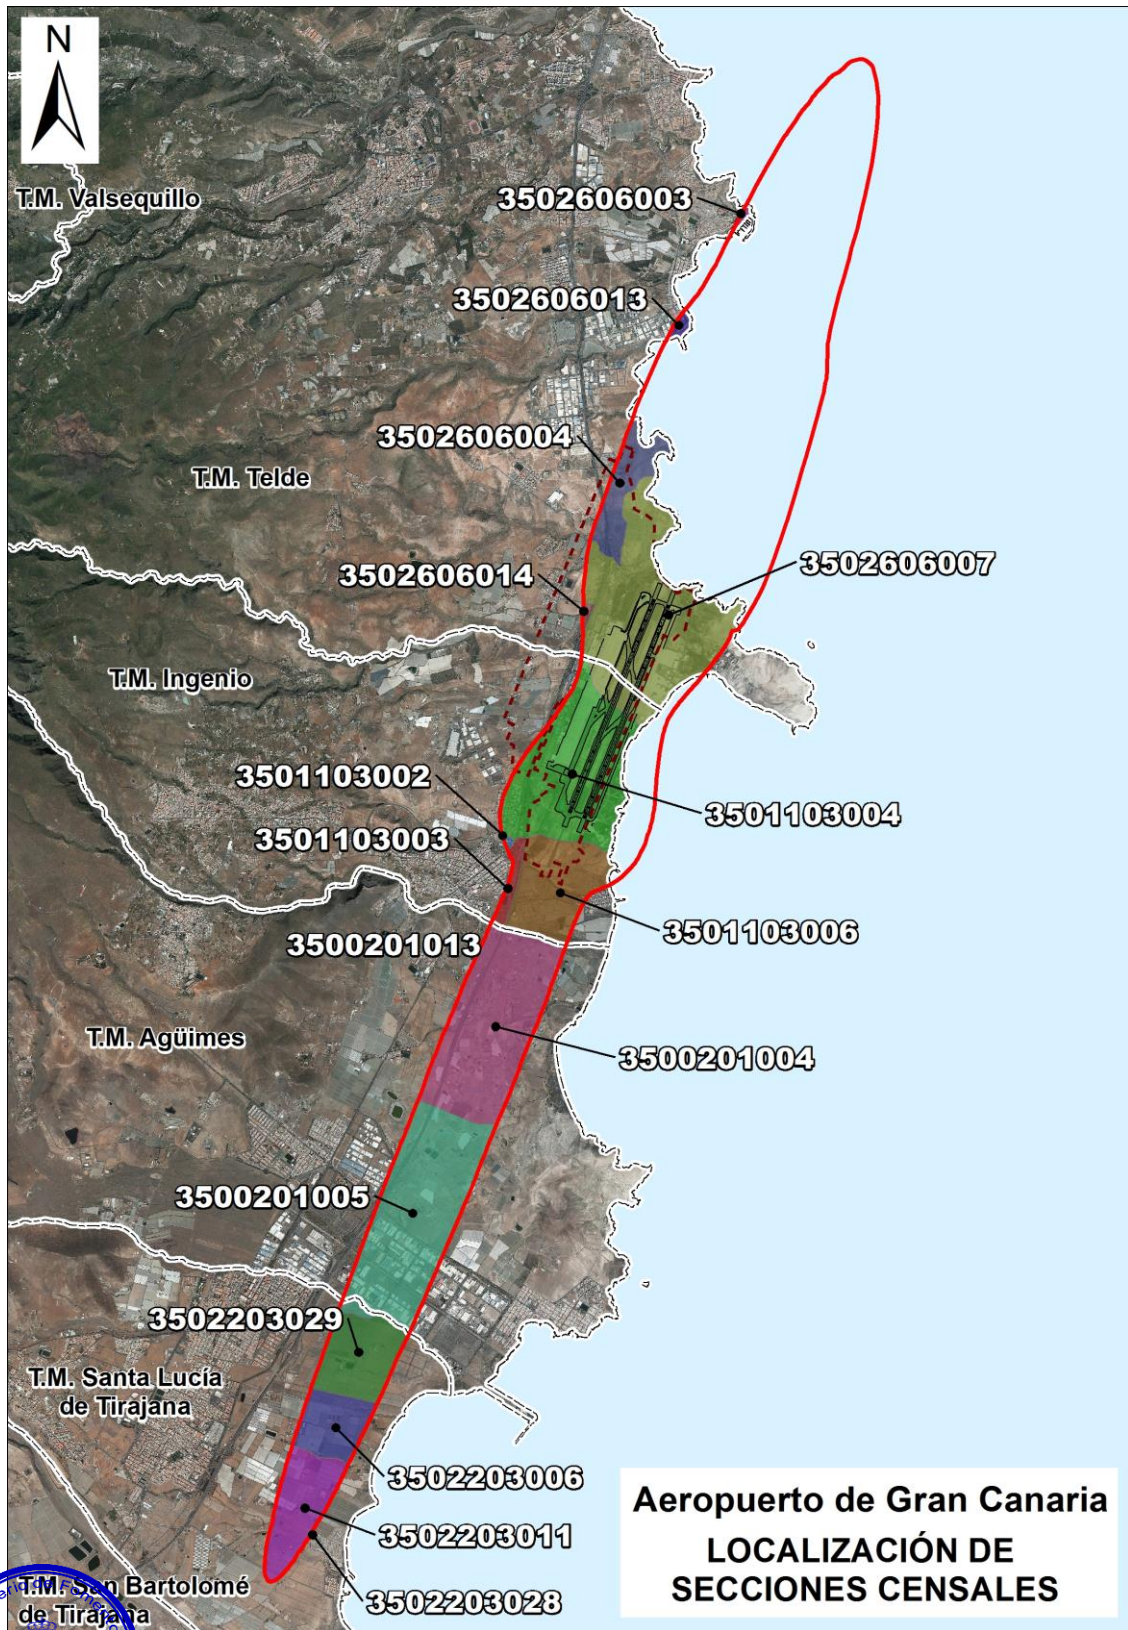 N
T.M. Valsequillo
3502606003
3502606013
3502606004
T.M. Telde
3502606014
3502606007
T.M. Ingenio
3501103002
3501103004
3501103003
3501103006
3500201013
T.M. Agüimes
3500201004
3500201005
3502203029
T.M. Santa Lucía
de Tirajana
3502203006
3502203011
3502203028
T.M. San Bartolomé
de Tirajana
Aeropuerto de Gran Canaria
LOCALIZACIÓN DE
SECCIONES CENSALES